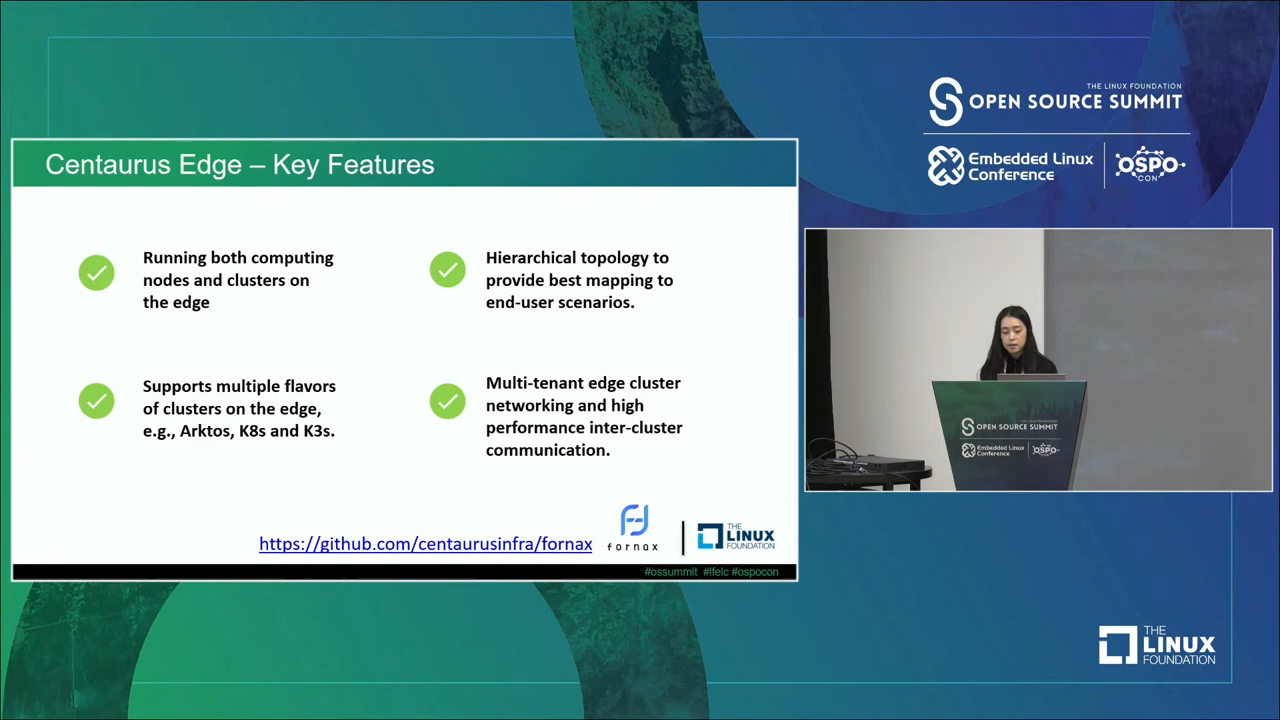 THE LINUX FOUNDATION
OPEN SOURCE SUMMIT
Embedded Linux
Conference
OSPO
CON
Centaurus Edge – Key Features
Running both computing
nodes and clusters on
the edge
Hierarchical topology to
provide best mapping to
end-user scenarios.
Supports multiple flavors
of clusters on the edge,
e.g., Arktos, K8s and K3s.
Multi-tenant edge cluster
networking and high
performance inter-cluster
communication.
https://github.com/centaurusinfra/fornax
fornax
THE
LINUX
FOUNDATION
#ossummit #lfelc #ospocon
OPEN SOURCE SUMMIT
Embedded Linux
Conference
OSPO
CON
THE
LINUX
FOUNDATION